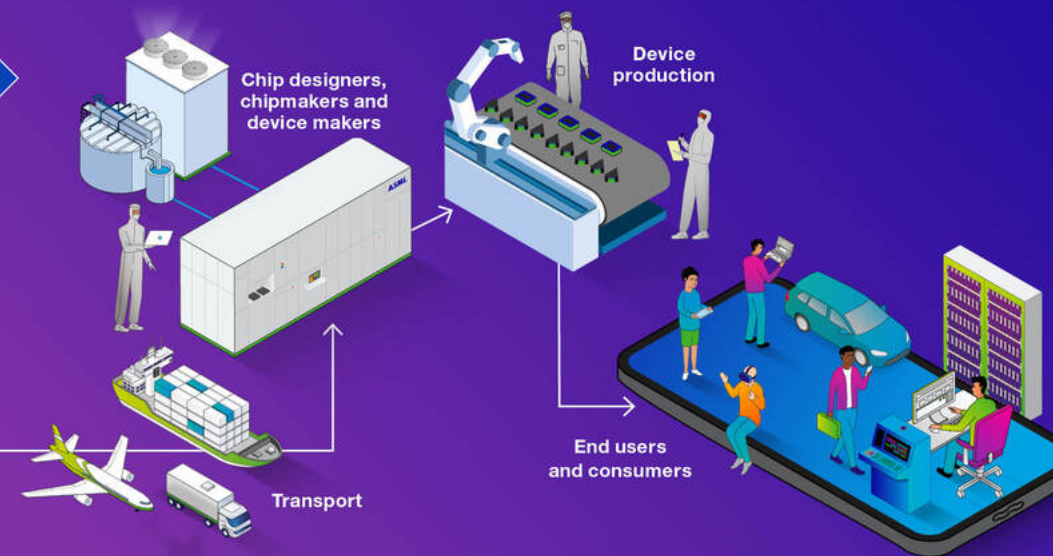 Chip designers,
chipmakers and
device makers
ASML
Device
production
Transport
End users
and consumers